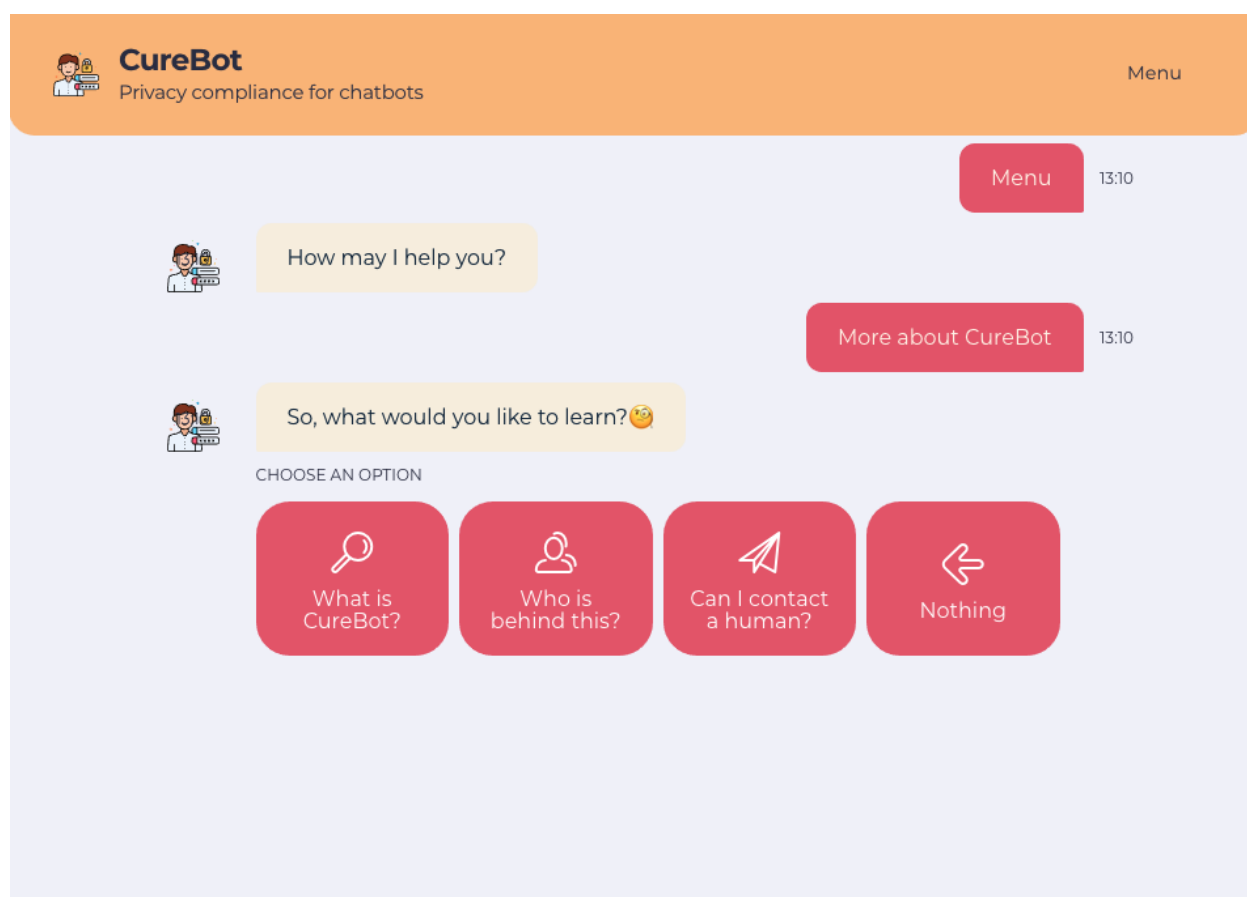 CureBot
Privacy compliance for chatbots
Menu
Menu
13:10
How may I help you?
More about CureBot
13:10
So, what would you like to learn?🧐
CHOOSE AN OPTION
What is
CureBot?
Who is
behind this?
Can I contact
a human?
Nothing